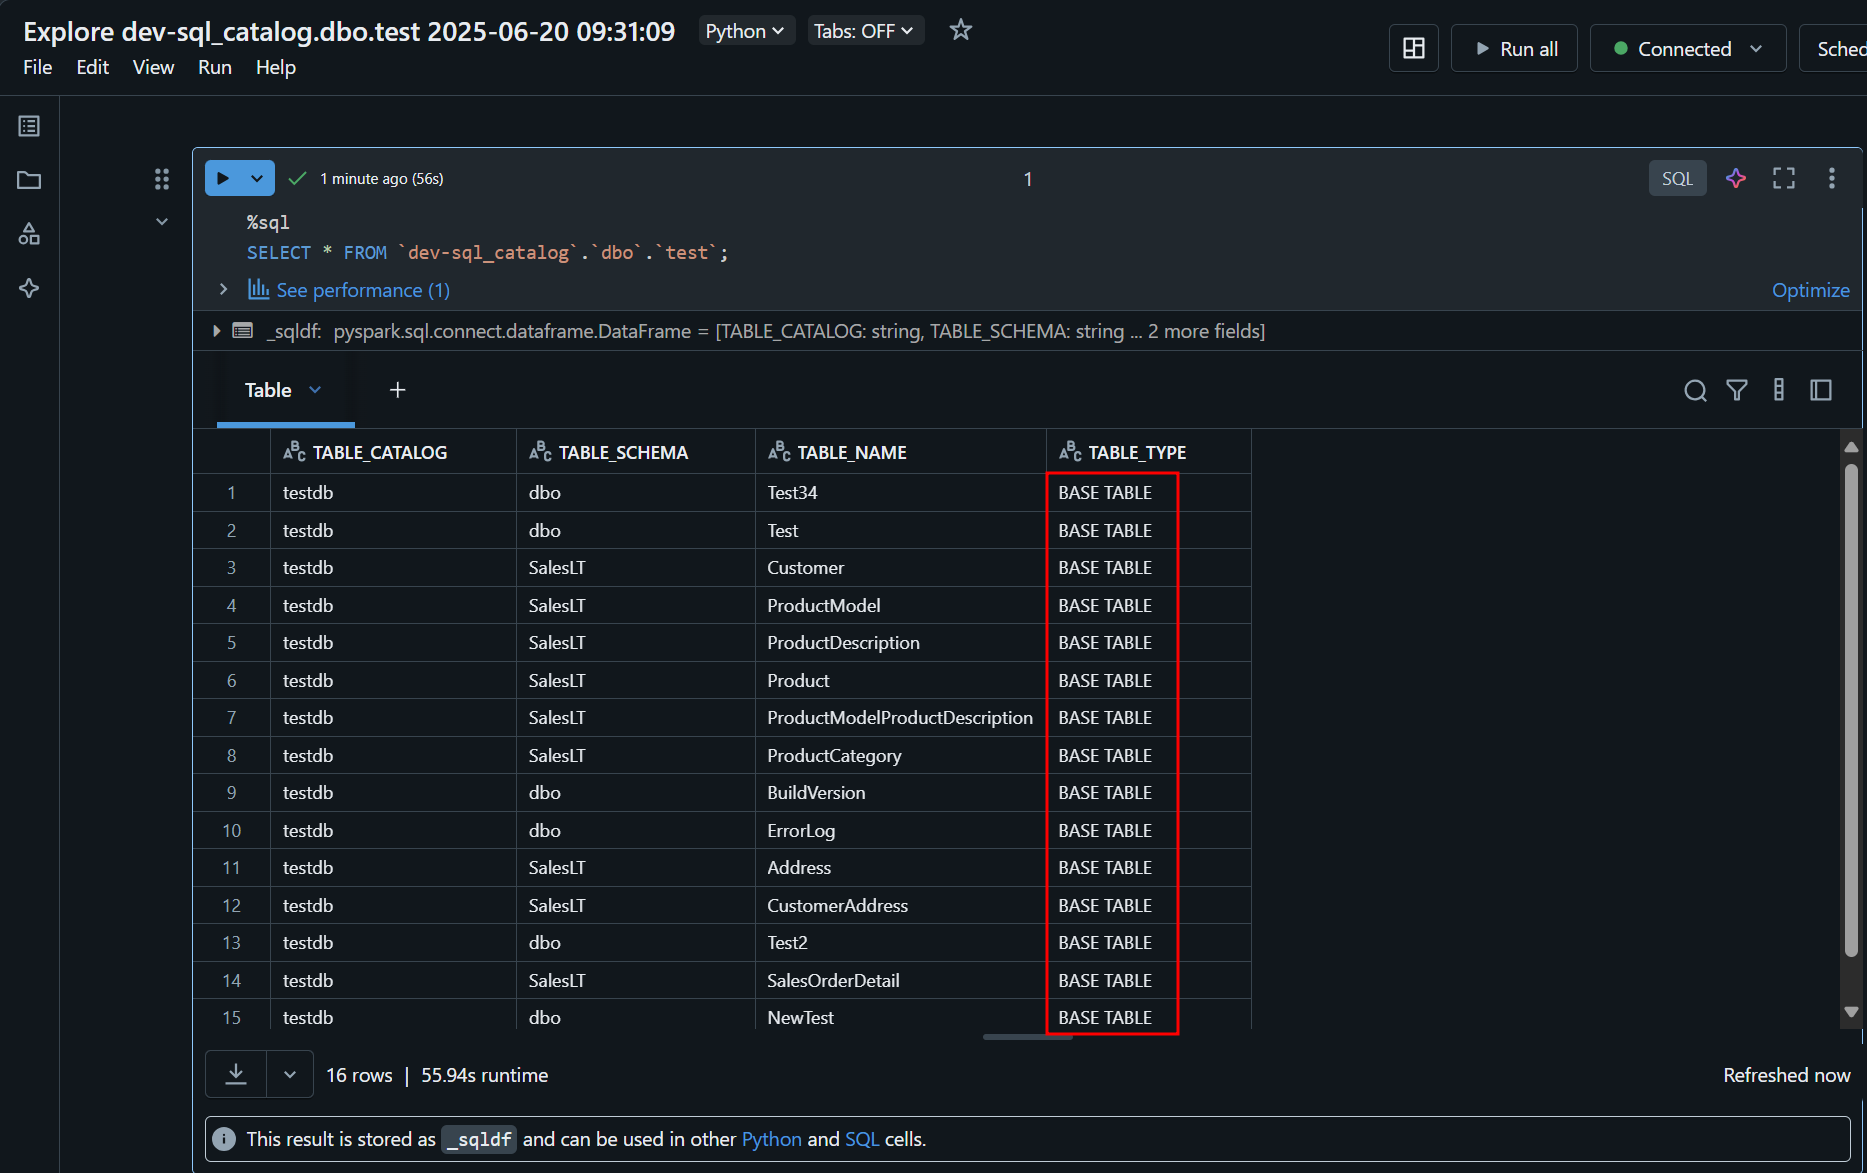 Explore dev-sql_catalog.dbo.test 2025-06-20 09:31:09 Python Tabs: OFF
File Edit View Run Help
Run all Connected Sched
1 minute ago (56s) 1 SQL
%sql
SELECT * FROM `dev-sql_catalog`.`dbo`.`test`;
See performance (1) Optimize
_sqldf: pyspark.sql.connect.dataframe.DataFrame = [TABLE_CATALOG: string, TABLE_SCHEMA: string ... 2 more fields]
Table +
TABLE_CATALOG TABLE_SCHEMA TABLE_NAME TABLE_TYPE
1 testdb dbo Test34 BASE TABLE
2 testdb dbo Test BASE TABLE
3 testdb SalesLT Customer BASE TABLE
4 testdb SalesLT ProductModel BASE TABLE
5 testdb SalesLT ProductDescription BASE TABLE
6 testdb SalesLT Product BASE TABLE
7 testdb SalesLT ProductModelProductDescription BASE TABLE
8 testdb SalesLT ProductCategory BASE TABLE
9 testdb dbo BuildVersion BASE TABLE
10 testdb dbo ErrorLog BASE TABLE
11 testdb SalesLT Address BASE TABLE
12 testdb SalesLT CustomerAddress BASE TABLE
13 testdb dbo Test2 BASE TABLE
14 testdb SalesLT SalesOrderDetail BASE TABLE
15 testdb dbo NewTest BASE TABLE
16 rows | 55.94s runtime Refreshed now
This result is stored as _sqldf and can be used in other Python and SQL cells.